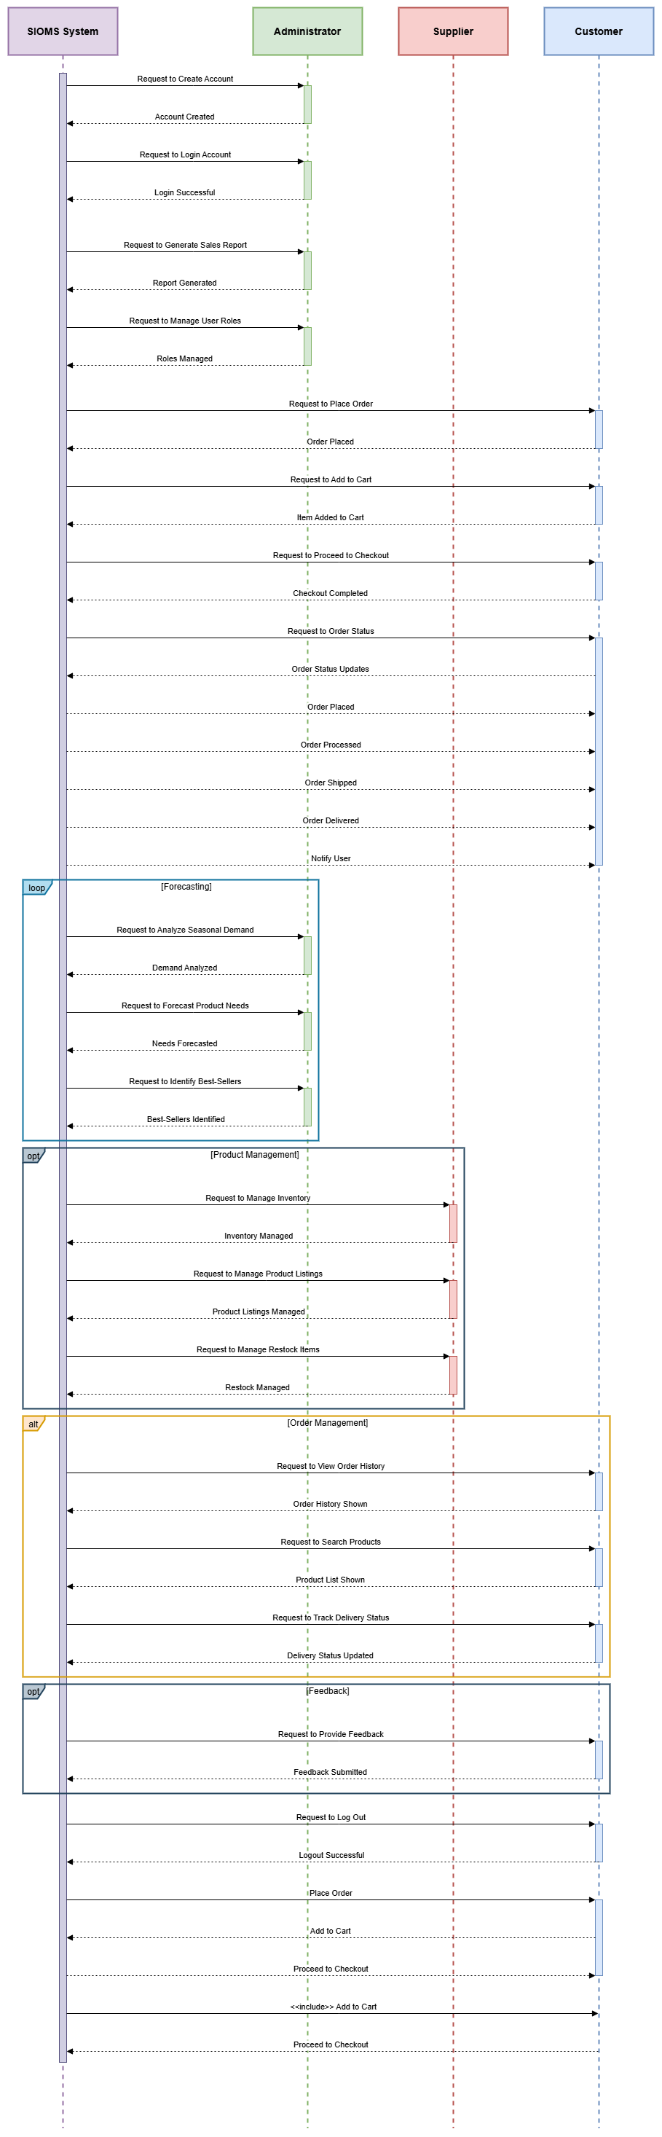 SIOMS System
Administrator
Supplier
Customer
Request to Create Account
Account Created
Request to Login Account
Login Successful
Request to Generate Sales Report
Report Generated
Request to Manage User Roles
Roles Managed
Request to Place Order
Order Placed
Request to Add to Cart
Item Added to Cart
Request to Proceed to Checkout
Checkout Completed
Request to Order Status
Order Status Updates
Order Placed
Order Processed
Order Shipped
Order Delivered
Notify User
loop
[Forecasting]
Request to Analyze Seasonal Demand
Demand Analyzed
Request to Forecast Product Needs
Needs Forecasted
Request to Identify Best-Sellers
Best-Sellers Identified
opt
[Product Management]
Request to Manage Inventory
Inventory Managed
Request to Manage Product Listings
Product Listings Managed
Request to Manage Restock Items
Restock Managed
alt
[Order Management]
Request to View Order History
Order History Shown
Request to Search Products
Product List Shown
Request to Track Delivery Status
Delivery Status Updated
opt
[Feedback]
Request to Provide Feedback
Feedback Submitted
Request to Log Out
Logout Successful
Place Order
Add to Cart
Proceed to Checkout
<<include>> Add to Cart
Proceed to Checkout